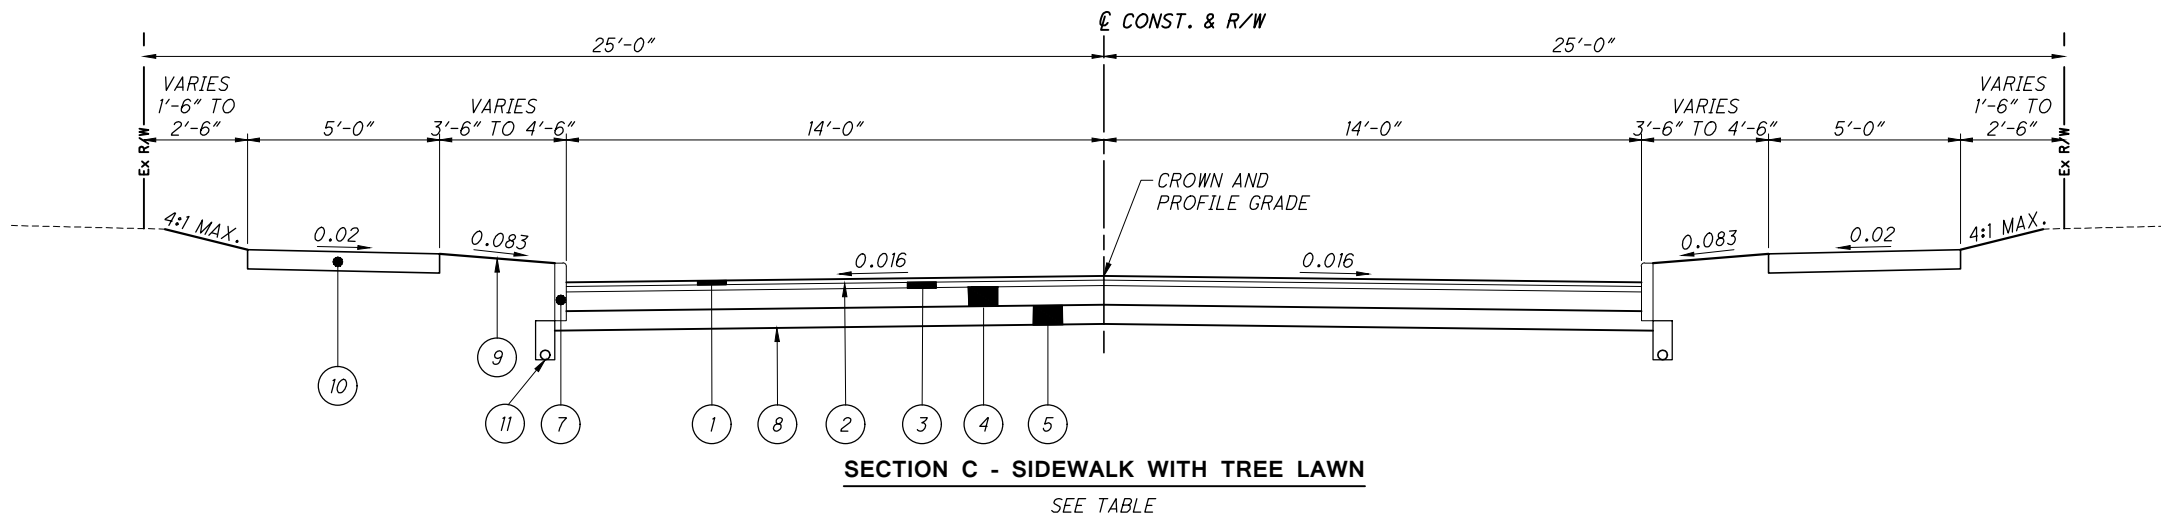 ℄ CONST. & R/W
25'-0" 25'-0"
VARIES
1'-6" TO
2'-6"
5'-0"
VARIES
3'-6" TO 4'-6"
14'-0" 14'-0"
VARIES
3'-6" TO 4'-6"
5'-0"
VARIES
1'-6" TO
2'-6"
Ex R/W Ex R/W
CROWN AND
PROFILE GRADE
4:1 MAX. 0.02 0.083 0.016 0.016 0.083 0.02 4:1 MAX.
9
10
11 7 1 8 2 3 4 5
SECTION C - SIDEWALK WITH TREE LAWN
SEE TABLE